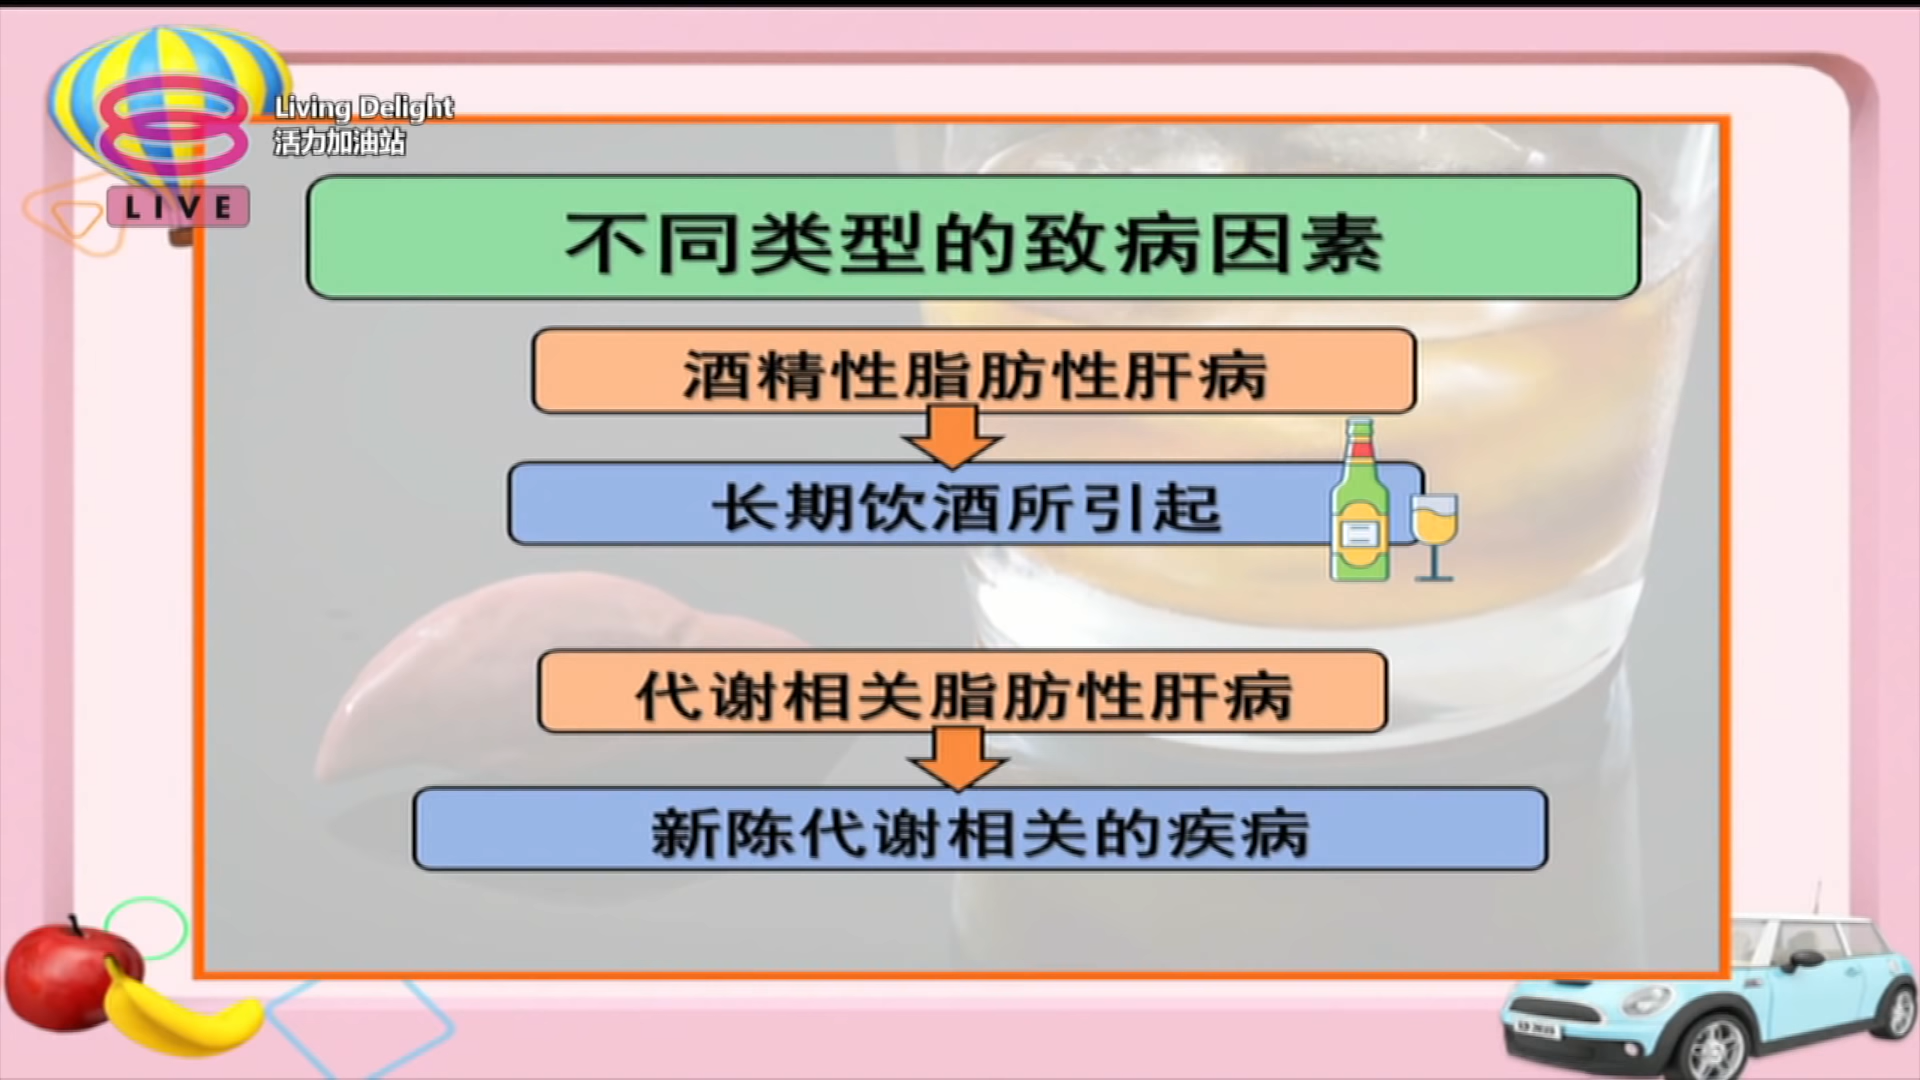 Living Delight
活力加油站
LIVE
不同类型的致病因素
酒精性脂肪性肝病
长期饮酒所引起
代谢相关脂肪性肝病
新陈代谢相关的疾病